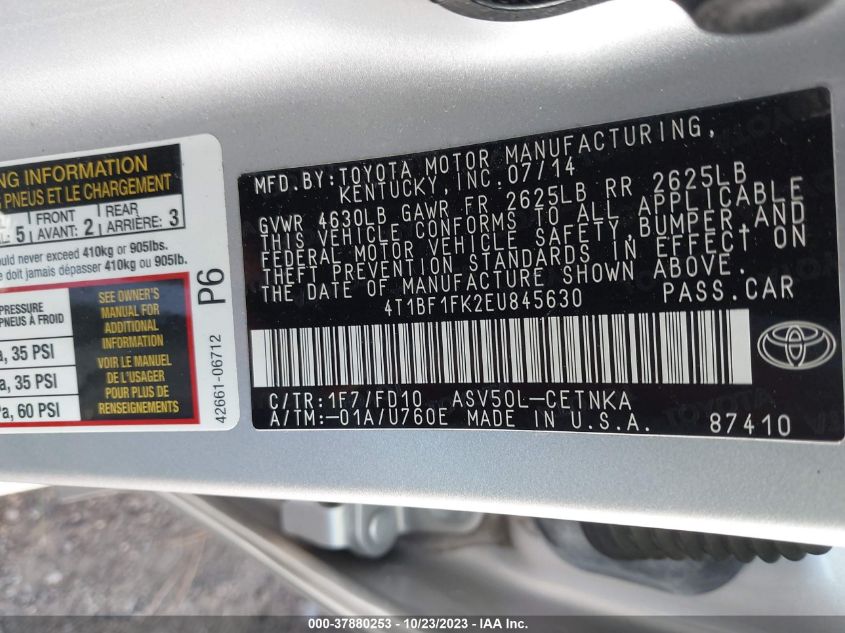 NG INFORMATION
PNEUS ET LE CHARGEMENT
5 FRONT AVANT: 2 REAR ARRIÈRE: 3
ould never exceed 410kg or 905lbs.
e doit jamais dépasser 410kg ou 905lb.
PRESSURE
PNEUS À FROID
a, 35 PSI
a, 35 PSI
a, 60 PSI
SEE OWNER'S
MANUAL FOR
ADDITIONAL
INFORMATION
VOIR LE MANUEL
DE L'USAGER
POUR PLUS DE
RENSEIGNEMENTS
P6
42661-06712
MFD.BY:TOYOTA MOTOR MANUFACTURING,
KENTUCKY,INC.07/14
GVWR 4630LB GAWR FR 2625LB RR 2625LB
THIS VEHICLE CONFORMS TO ALL APPLICABLE
FEDERAL MOTOR VEHICLE SAFETY, BUMPER,AND
THEFT PREVENTION STANDARDS IN EFFECT ON
THE DATE OF MANUFACTURE SHOWN ABOVE.
4T1BF1FK2EU845630 PASS.CAR
C/TR:1F7/FD10 ASV50L-CETNKA
A/TM:-01A/U760E MADE IN U.S.A. 87410
000-37880253 - 10/23/2023 - IAA Inc.